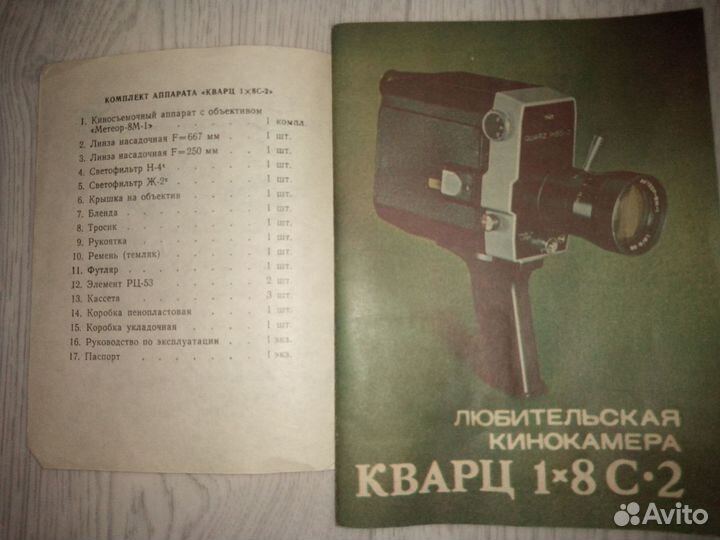 КОМПЛЕКТ АППАРАТА «КВАРЦ 1×8С-2»
1. Киносъемочный аппарат с объективом
«Метеор-8М-1» . . . . 1 компл.
2. Линза насадочная F=667 мм . . 1 шт.
3. Линза насадочная F=250 мм . . 1 шт.
4. Светофильтр Н-4× . . . . 1 шт.
5. Светофильтр Ж-2× . . . . 1 шт.
6. Крышка на объектив . . . . 1 шт.
7. Бленда . . . . . . 1 шт.
8. Тросик . . . . . . 1 шт.
9. Рукоятка . . . . . . 1 шт.
10. Ремень (темляк) . . . . 1 шт.
11. Футляр . . . . . . 1 шт.
12. Элемент РЦ-53 . . . . 2 шт.
13. Кассета . . . . . . 3 шт.
14. Коробка пенопластовая . . . 1 шт.
15. Коробка укладочная . . . 1 шт.
16. Руководство по эксплуатации . . 1 экз.
17. Паспорт . . . . . . 1 экз.
QUARZ 1×8S-2
ЛЮБИТЕЛЬСКАЯ
КИНОКАМЕРА
КВАРЦ 1×8С·2
Avito